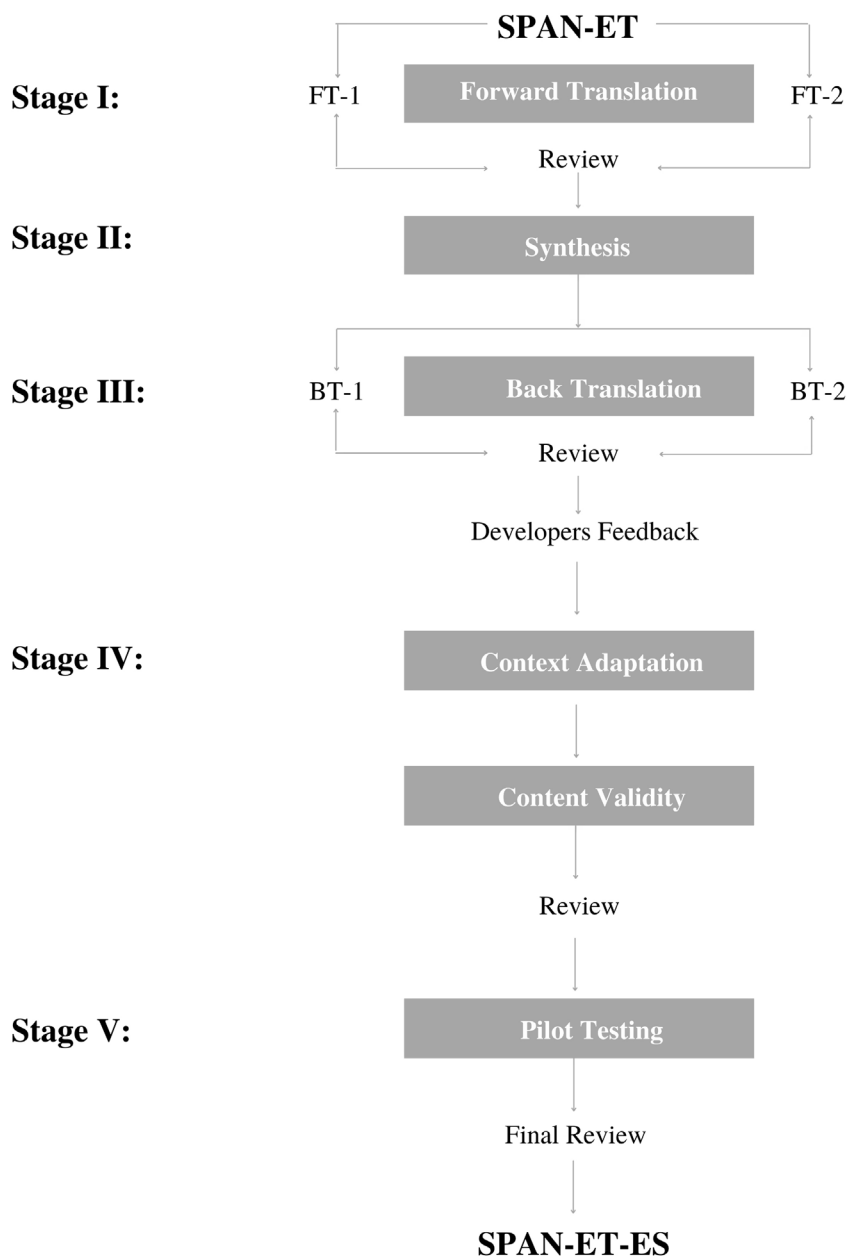 SPAN-ET
Stage I:
FT-1
Forward Translation
FT-2
Review
Stage II:
Synthesis
Stage III:
BT-1
Back Translation
BT-2
Review
Developers Feedback
Stage IV:
Context Adaptation
Content Validity
Review
Stage V:
Pilot Testing
Final Review
SPAN-ET-ES